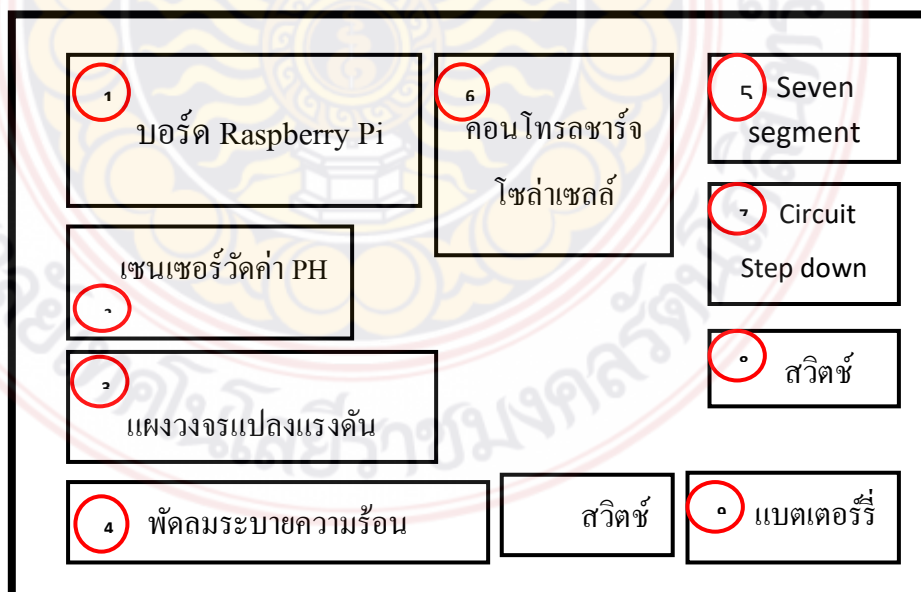 1
บอร์ด Raspberry Pi
6
คอนโทรลชาร์จ
โซล่าเซลล์
5 Seven
segment
7 Circuit
Step down
เซนเซอร์วัดค่า PH
3
แผงวงจรแปลงแรงดัน
สวิตช์
4 พัดลมระบายความร้อน
สวิตช์
9 แบตเตอร์รี่